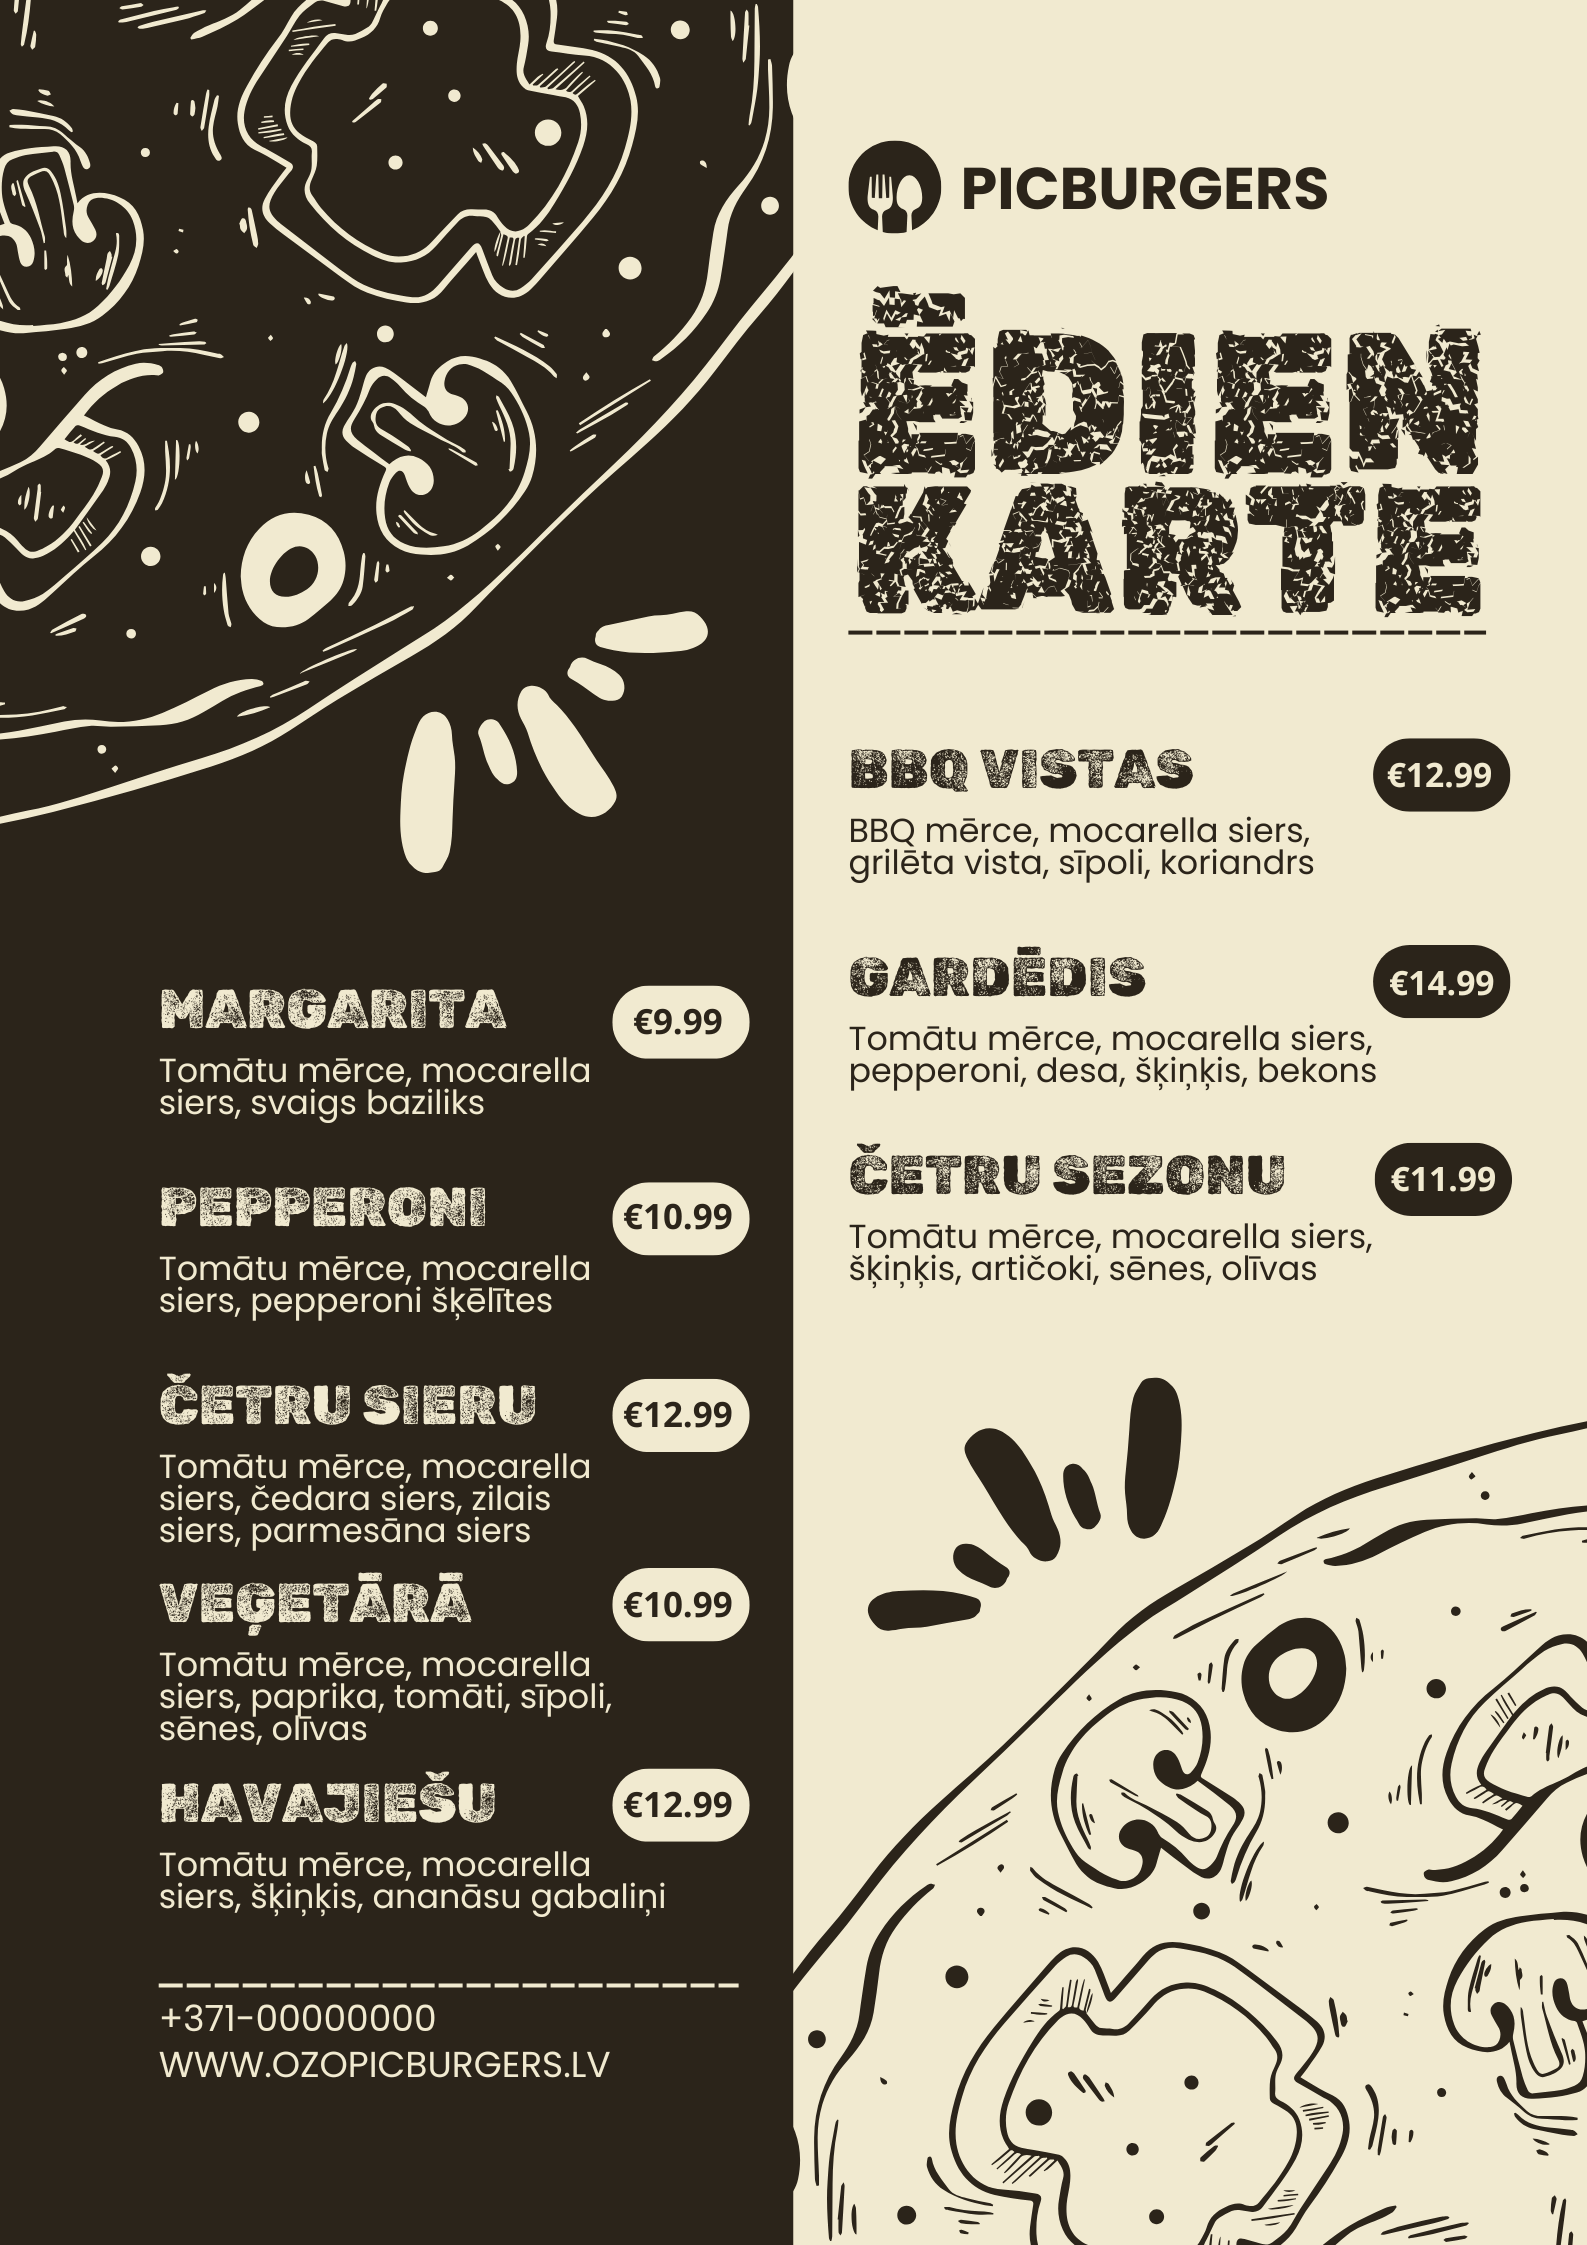 PICBURGERS
ĒDIEN
KARTE
BBQ VISTAS
€12.99
BBQ mērce, mocarella siers,
grilēta vista, sīpoli, koriandrs
GARDĒDIS
€14.99
Tomātu mērce, mocarella siers,
pepperoni, desa, šķiņķis, bekons
ČETRU SEZONU
€11.99
Tomātu mērce, mocarella siers,
šķiņķis, artičoki, sēnes, olīvas
MARGARITA
€9.99
Tomātu mērce, mocarella
siers, svaigs baziliks
PEPPERONI
€10.99
Tomātu mērce, mocarella
siers, pepperoni šķēlītes
ČETRU SIERU
€12.99
Tomātu mērce, mocarella
siers, čedara siers, zilais
siers, parmesāna siers
VEĢETĀRĀ
€10.99
Tomātu mērce, mocarella
siers, paprika, tomāti, sīpoli,
sēnes, olīvas
HAVAJIEŠU
€12.99
Tomātu mērce, mocarella
siers, šķiņķis, ananāsu gabaliņi
+371-00000000
WWW.OZOPICBURGERS.LV